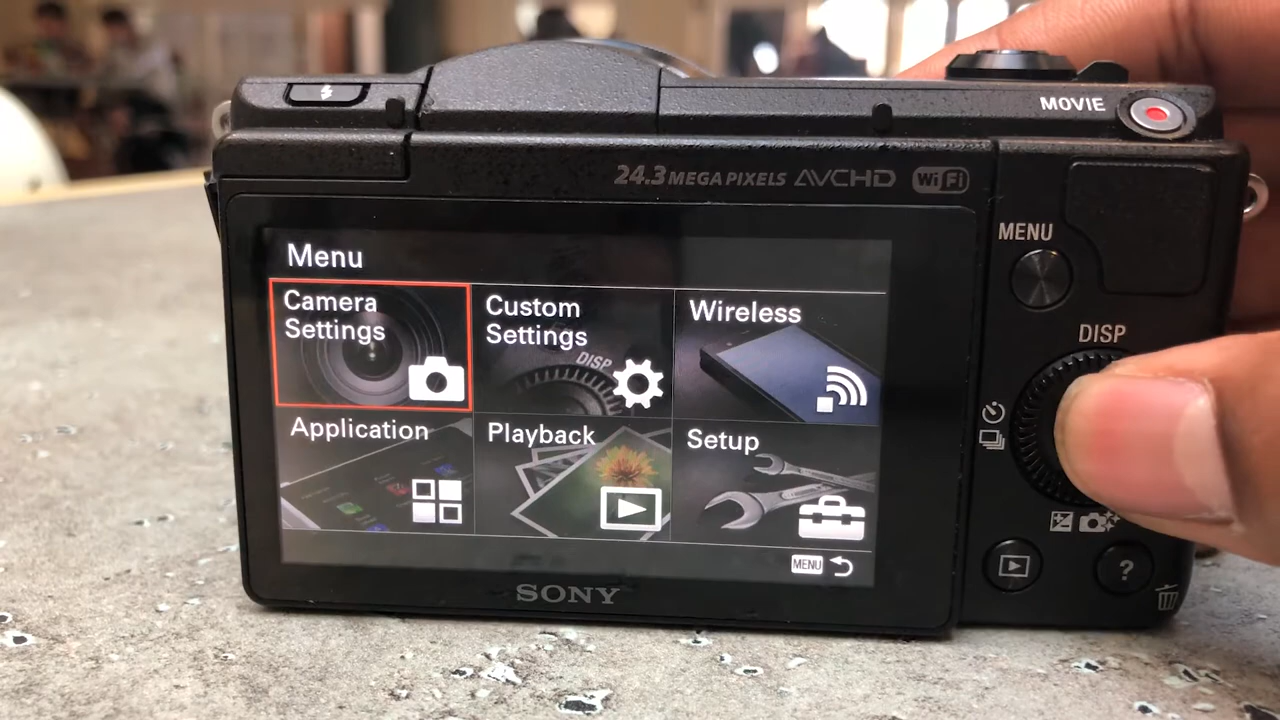 MOVIE
24.3 MEGA PIXELS AVCHD Wi Fi
MENU
DISP
Menu
Camera
Settings
Custom
Settings
DISP
Wireless
Application
Playback
Setup
MENU
SONY
?